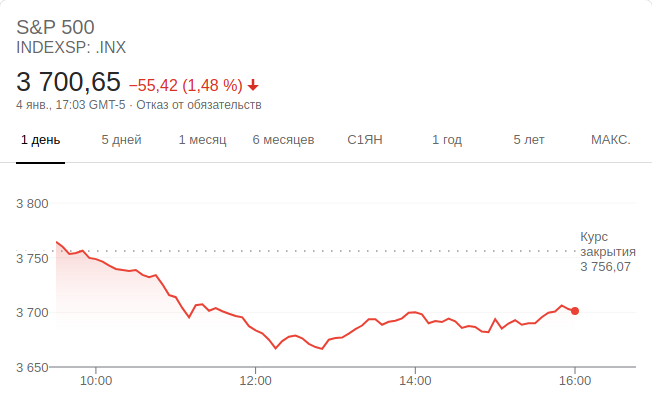 S&P 500
INDEXSP: .INX
3 700,65 −55,42 (1,48 %)
4 янв., 17:03 GMT-5 · Отказ от обязательств
1 день 5 дней 1 месяц 6 месяцев С1ЯН 1 год 5 лет МАКС.
3 800
Курс
закрытия
3 756,07
3 750
3 700
3 650
10:00 12:00 14:00 16:00